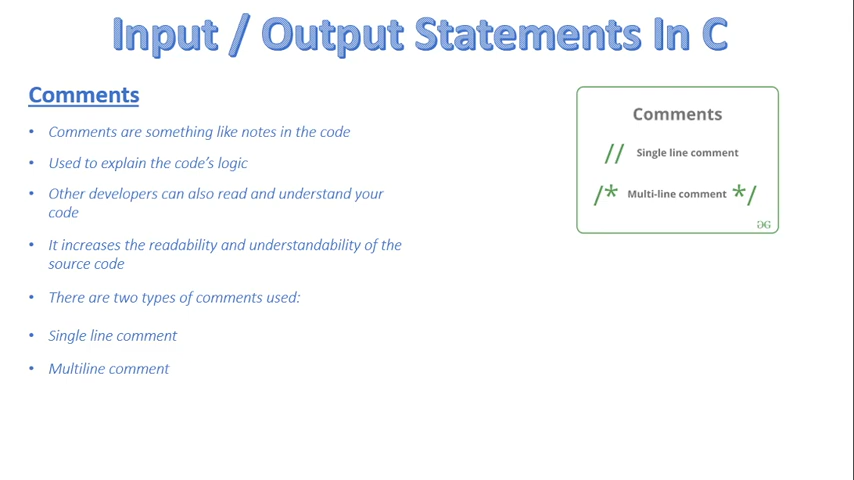 Input / Output Statements In C
Comments
• Comments are something like notes in the code
• Used to explain the code's logic
• Other developers can also read and understand your
code
• It increases the readability and understandability of the
source code
• There are two types of comments used:
• Single line comment
• Multiline comment
Comments
// Single line comment
/* Multi-line comment */